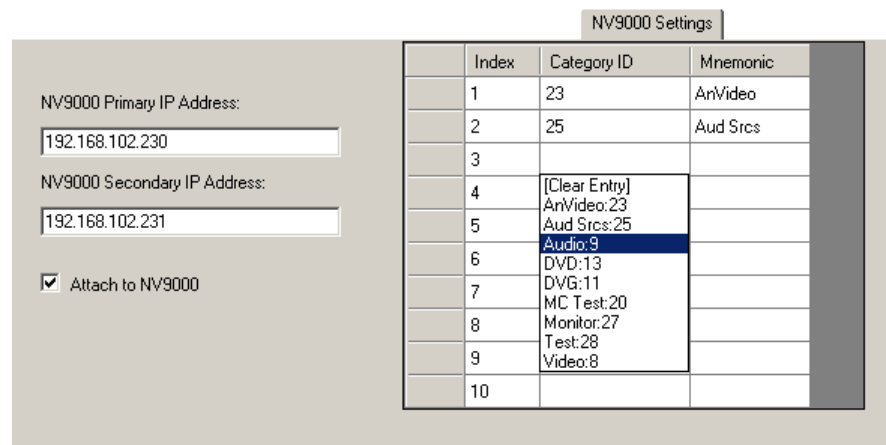 NV9000 Settings
NV9000 Primary IP Address:
192.168.102.230
NV9000 Secondary IP Address:
192.168.102.231
Attach to NV9000
Index Category ID Mnemonic
1 23 AnVideo
2 25 Aud Srcs
3
4
5
6
7
8
9
10
[Clear Entry]
AnVideo:23
Aud Srcs:25
Audio:9
DVD:13
DVG:11
MC Test:20
Monitor:27
Test:28
Video:8